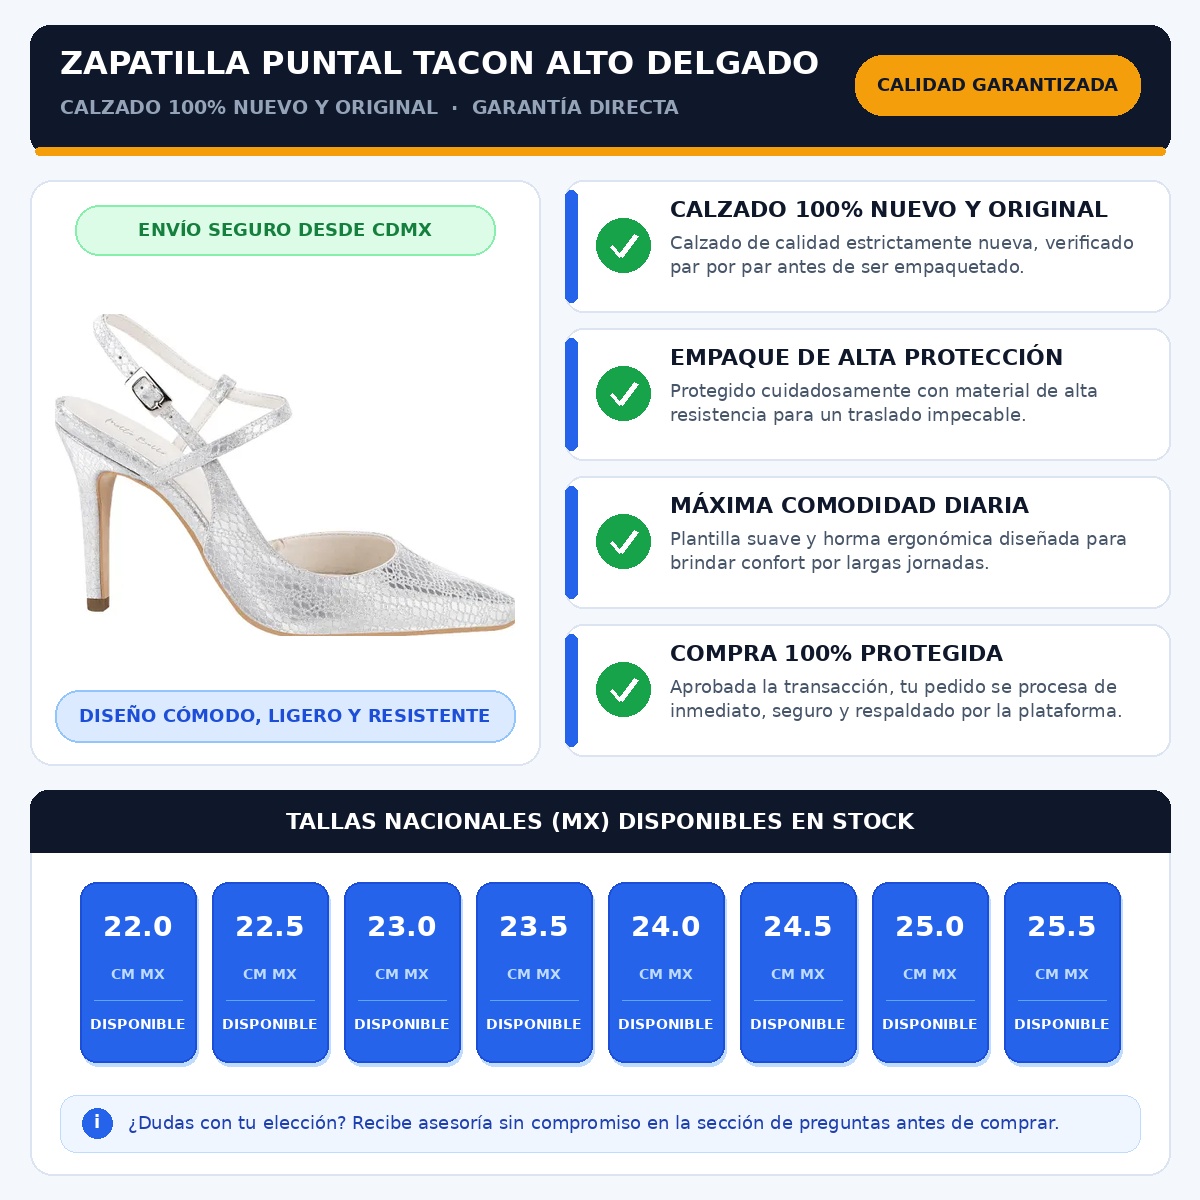 ZAPATILLA PUNTAL TACON ALTO DELGADO
CALZADO 100% NUEVO Y ORIGINAL · GARANTÍA DIRECTA
CALIDAD GARANTIZADA
ENVÍO SEGURO DESDE CDMX
DISEÑO CÓMODO, LIGERO Y RESISTENTE
CALZADO 100% NUEVO Y ORIGINAL
Calzado de calidad estrictamente nueva, verificado
par por par antes de ser empaquetado.
EMPAQUE DE ALTA PROTECCIÓN
Protegido cuidadosamente con material de alta
resistencia para un traslado impecable.
MÁXIMA COMODIDAD DIARIA
Plantilla suave y horma ergonómica diseñada para
brindar confort por largas jornadas.
COMPRA 100% PROTEGIDA
Aprobada la transacción, tu pedido se procesa de
inmediato, seguro y respaldado por la plataforma.
TALLAS NACIONALES (MX) DISPONIBLES EN STOCK
22.0 22.5 23.0 23.5 24.0 24.5 25.0 25.5
CM MX CM MX CM MX CM MX CM MX CM MX CM MX CM MX
DISPONIBLE DISPONIBLE DISPONIBLE DISPONIBLE DISPONIBLE DISPONIBLE DISPONIBLE DISPONIBLE
i ¿Dudas con tu elección? Recibe asesoría sin compromiso en la sección de preguntas antes de comprar.